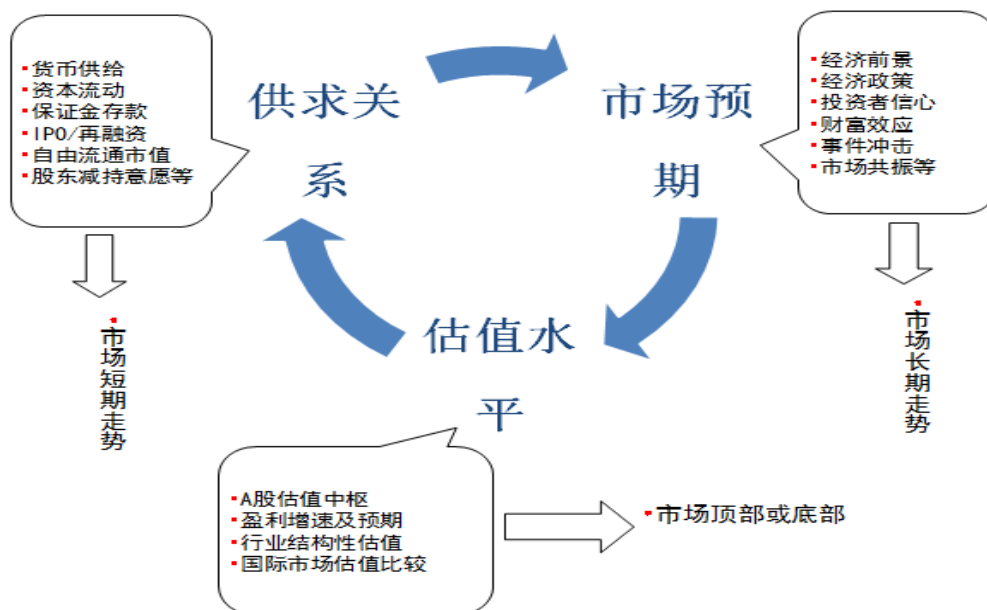 ▪货币供给
▪资本流动
▪保证金存款
▪IPO/再融资
▪自由流通市值
▪股东减持意愿等
供求关
系
市场预
期
▪经济前景
▪经济政策
▪投资者信心
▪财富效应
▪事件冲击
▪市场共振等
▪市场短期走势
估值水
平
▪市场长期走势
▪A股估值中枢
▪盈利增速及预期
▪行业结构性估值
▪国际市场估值比较
▪市场顶部或底部